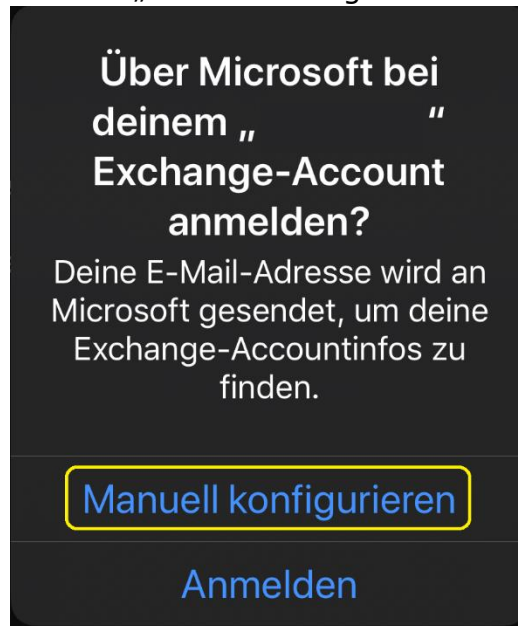 Über Microsoft bei
deinem „ “
Exchange-Account
anmelden?
Deine E-Mail-Adresse wird an
Microsoft gesendet, um deine
Exchange-Accountinfos zu
finden.
Manuell konfigurieren
Anmelden